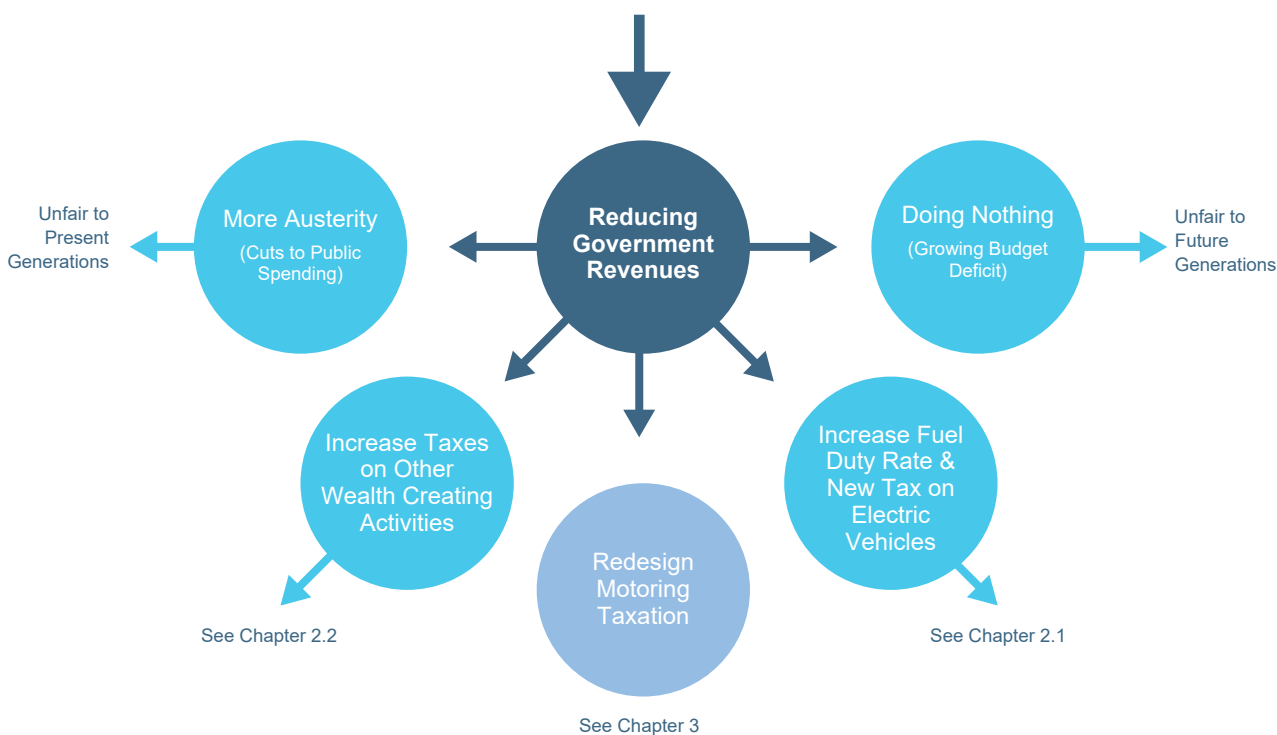 Reducing
Government
Revenues
Unfair to
Present
Generations
More Austerity
(Cuts to Public
Spending)
Doing Nothing
(Growing Budget
Deficit)
Unfair to
Future
Generations
Increase Taxes
on Other
Wealth Creating
Activities
See Chapter 2.2
Redesign
Motoring
Taxation
See Chapter 3
Increase Fuel
Duty Rate &
New Tax on
Electric
Vehicles
See Chapter 2.1